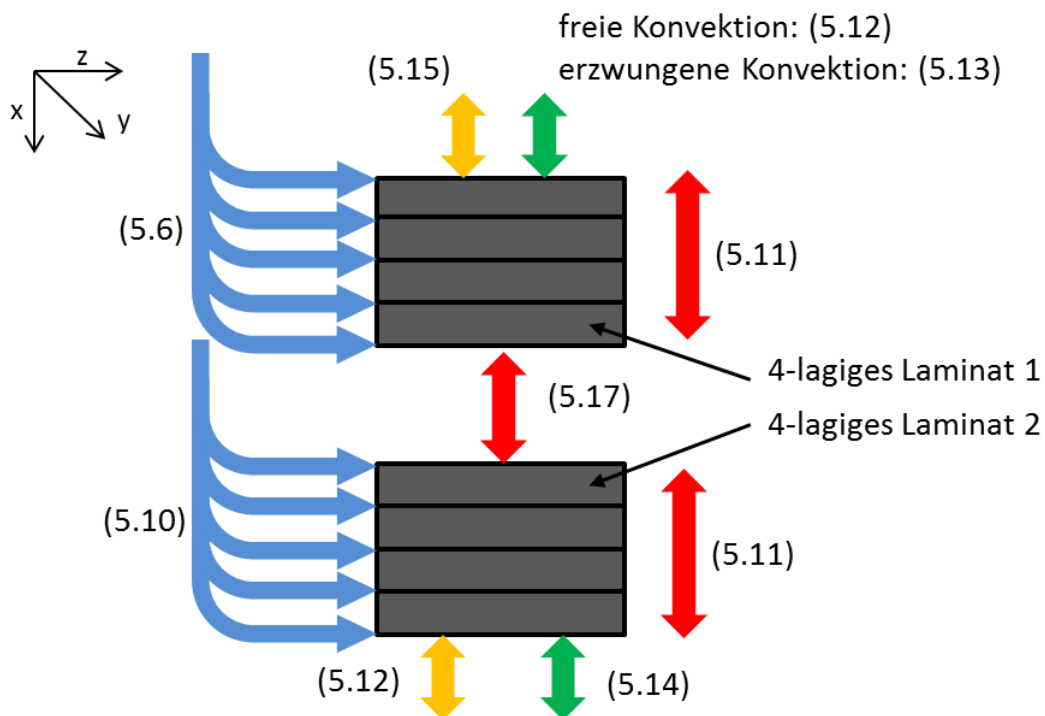 freie Konvektion: (5.12)
erzwungene Konvektion: (5.13)
(5.15)
z
x
y
(5.6)
(5.11)
4-lagiges Laminat 1
(5.17)
4-lagiges Laminat 2
(5.10)
(5.11)
(5.12)
(5.14)